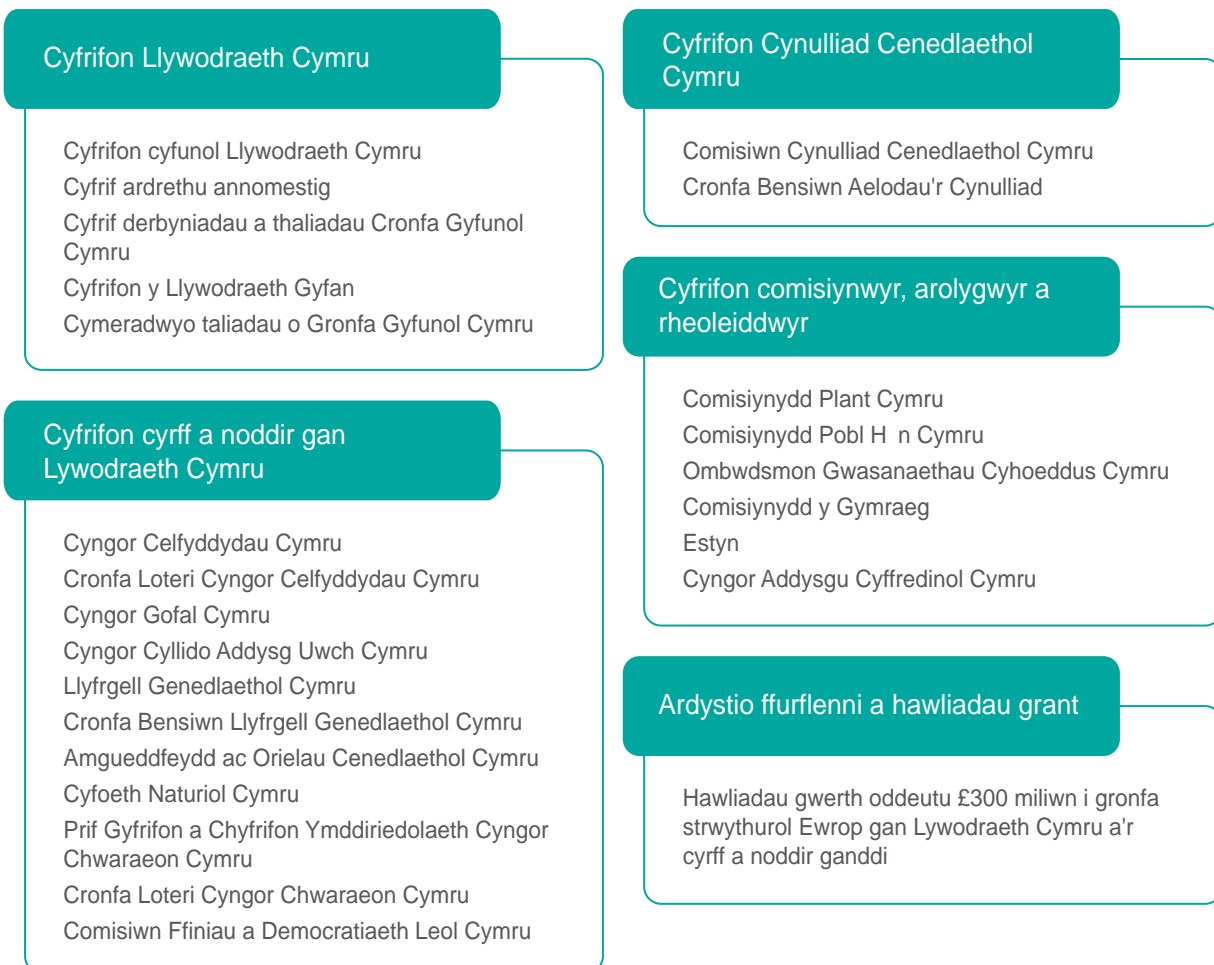 Cyfrifon Llywodraeth Cymru
Cyfrifon cyfunol Llywodraeth Cymru
Cyfrif ardrethu annomestig
Cyfrif derbyniadau a thaliadau Cronfa Gyfunol
Cymru
Cyfrifon y Llywodraeth Gyfan
Cymeradwyo taliadau o Gronfa Gyfunol Cymru
Cyfrifon cyrff a noddir gan
Lywodraeth Cymru
Cyngor Celfyddydau Cymru
Cronfa Loteri Cyngor Celfyddydau Cymru
Cyngor Gofal Cymru
Cyngor Cyllido Addysg Uwch Cymru
Llyfrgell Genedlaethol Cymru
Cronfa Bensiwn Llyfrgell Genedlaethol Cymru
Amgueddfeydd ac Orielau Cenedlaethol Cymru
Cyfoeth Naturiol Cymru
Prif Gyfrifon a Chyfrifon Ymddiriedolaeth Cyngor
Chwaraeon Cymru
Cronfa Loteri Cyngor Chwaraeon Cymru
Comisiwn Ffiniau a Democratiaeth Leol Cymru
Cyfrifon Cynulliad Cenedlaethol
Cymru
Comisiwn Cynulliad Cenedlaethol Cymru
Cronfa Bensiwn Aelodau'r Cynulliad
Cyfrifon comisiynwyr, arolygwyr a
rheoleiddwyr
Comisiynydd Plant Cymru
Comisiynydd Pobl H n Cymru
Ombwdsmon Gwasanaethau Cyhoeddus Cymru
Comisiynydd y Gymraeg
Estyn
Cyngor Addysgu Cyffredinol Cymru
Ardystio ffurflenni a hawliadau grant
Hawliadau gwerth oddeutu £300 miliwn i gronfa
strwythurol Ewrop gan Lywodraeth Cymru a'r
cyrff a noddir ganddi